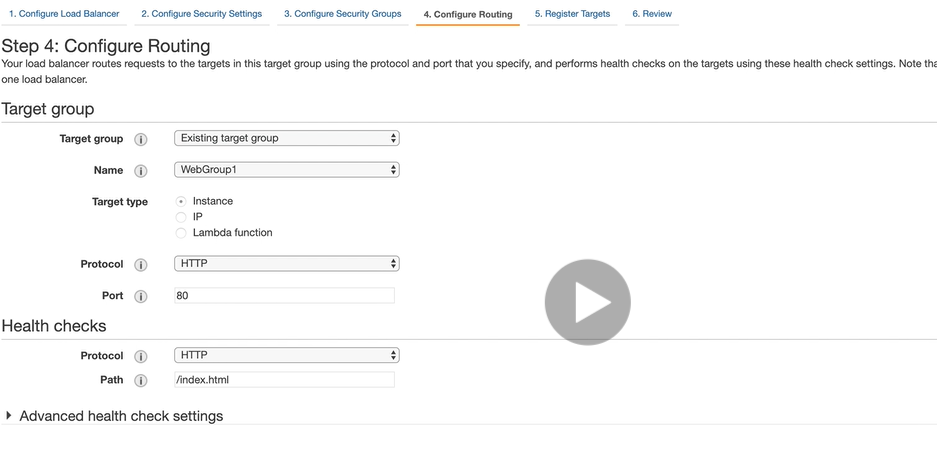 1. Configure Load Balancer 2. Configure Security Settings 3. Configure Security Groups 4. Configure Routing 5. Register Targets 6. Review
Step 4: Configure Routing
Your load balancer routes requests to the targets in this target group using the protocol and port that you specify, and performs health checks on the targets using these health check settings. Note
one load balancer.
Target group
Target group i Existing target group
Name i WebGroup1
Target type Instance
IP
Lambda function
Protocol i HTTP
Port i 80
Health checks
Protocol i HTTP
Path i /index.html
Advanced health check settings